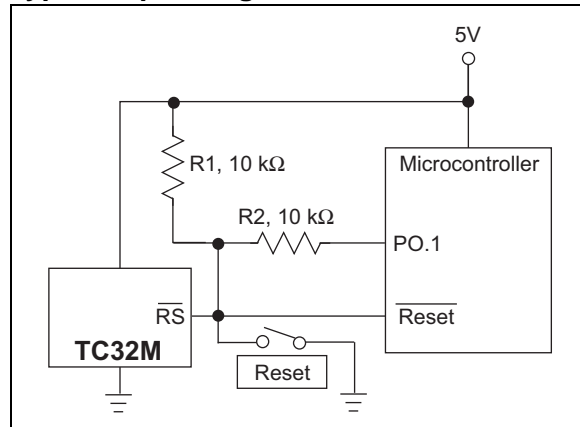 5V
R1, 10 kΩ
Microcontroller
R2, 10 kΩ
PO.1
RS
Reset
TC32M
Reset